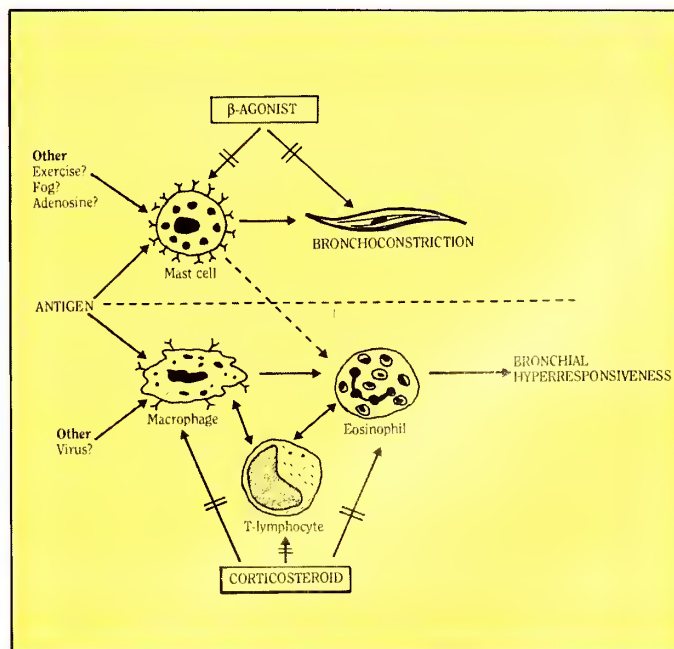 β-AGONIST
Other
Exercise?
Fog?
Adenosine?
Mast cell
BRONCHOCONSTRICTION
ANTIGEN
BRONCHIAL
HYPERRESPONSIVENESS
Macrophage
Eosinophil
Other
Virus?
T-lymphocyte
CORTICOSTEROID